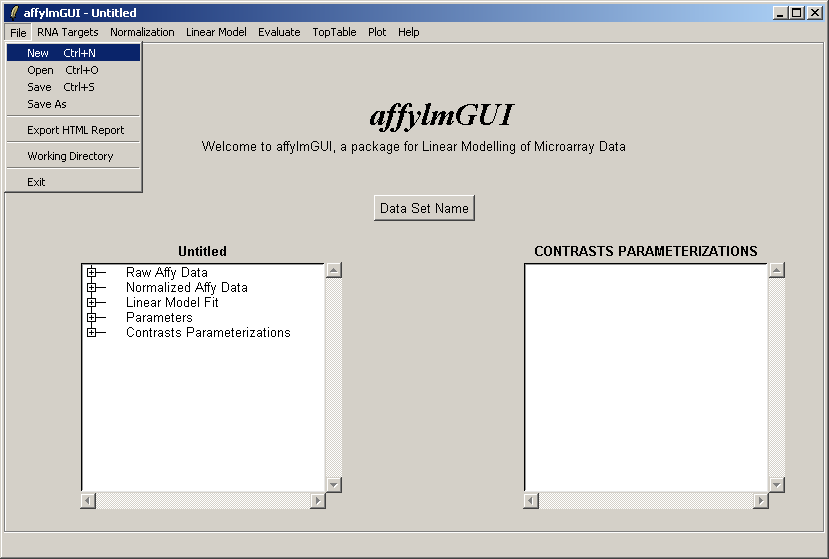 affylmGUI - Untitled
File RNA Targets Normalization Linear Model Evaluate TopTable Plot Help
New Ctrl+N
Open Ctrl+O
Save Ctrl+S
Save As
Export HTML Report
Working Directory
Exit
affylmGUI
Welcome to affylmGUI, a package for Linear Modelling of Microarray Data
Data Set Name
Untitled
Raw Affy Data
Normalized Affy Data
Linear Model Fit
Parameters
Contrasts Parameterizations
CONTRASTS PARAMETERIZATIONS